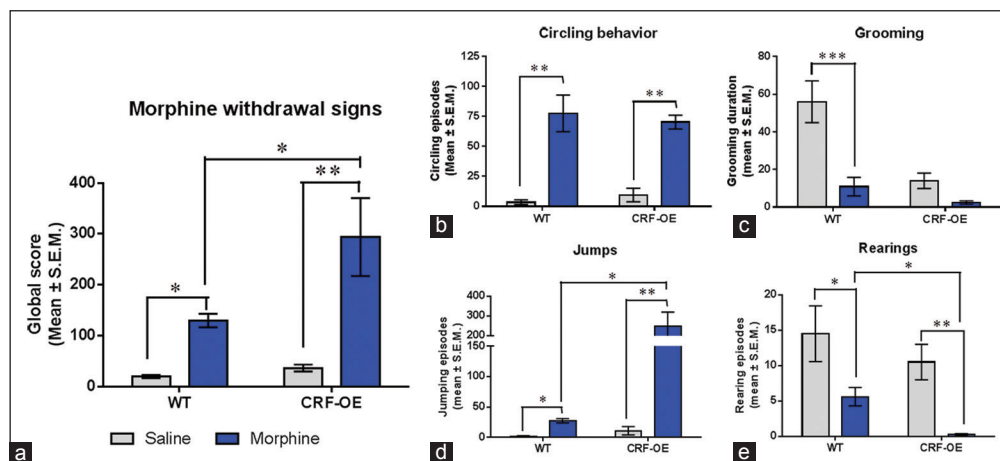 Morphine withdrawal signs
Global score
(Mean ± S.E.M.)
400
300
200
100
0
*
*
**
WT
CRF-OE
Saline
Morphine
a
Circling behavior
Circling episodes
(Mean ± S.E.M.)
125
100
75
50
25
0
**
**
WT
CRF-OE
b
Grooming
Grooming duration
(Mean ± S.E.M.)
80
60
40
20
0
***
WT
CRF-OE
c
Jumps
Jumping episodes
(mean ± S.E.M.)
400
300
200
150
100
50
0
*
*
**
WT
CRF-OE
d
Rearings
Rearing episodes
(mean ± S.E.M.)
20
15
10
5
0
*
*
**
WT
CRF-OE
e